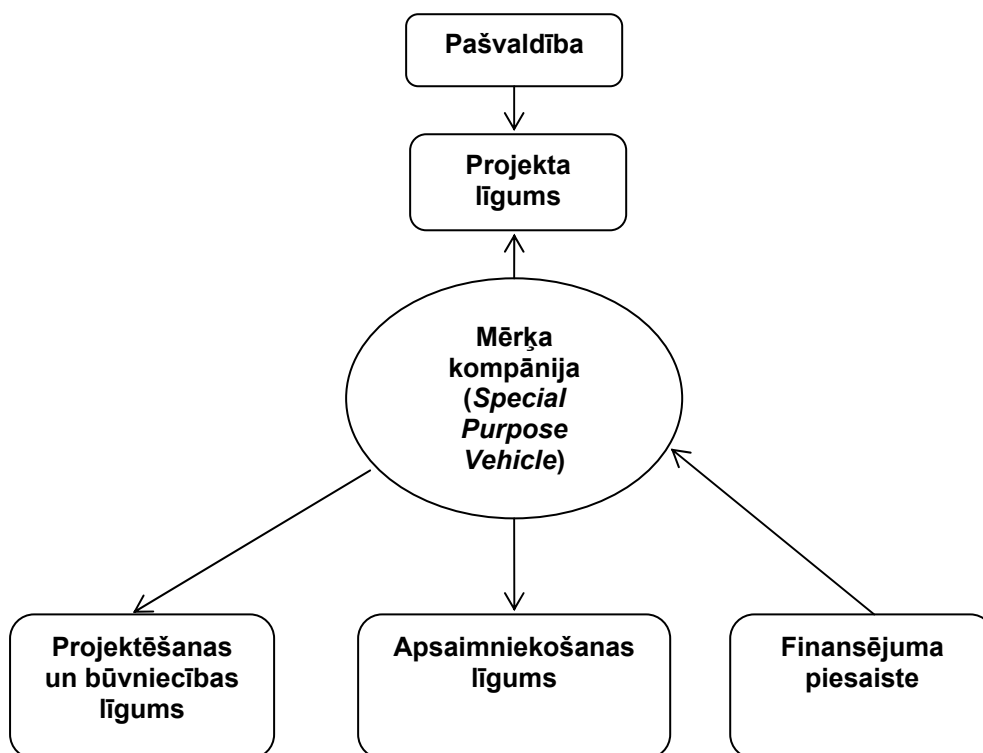 Pašvaldība
Projekta
līgums
Mērķa
kompānija
(Special
Purpose
Vehicle)
Projektēšanas
un būvniecības
līgums
Apsaimniekošanas
līgums
Finansējuma
piesaiste